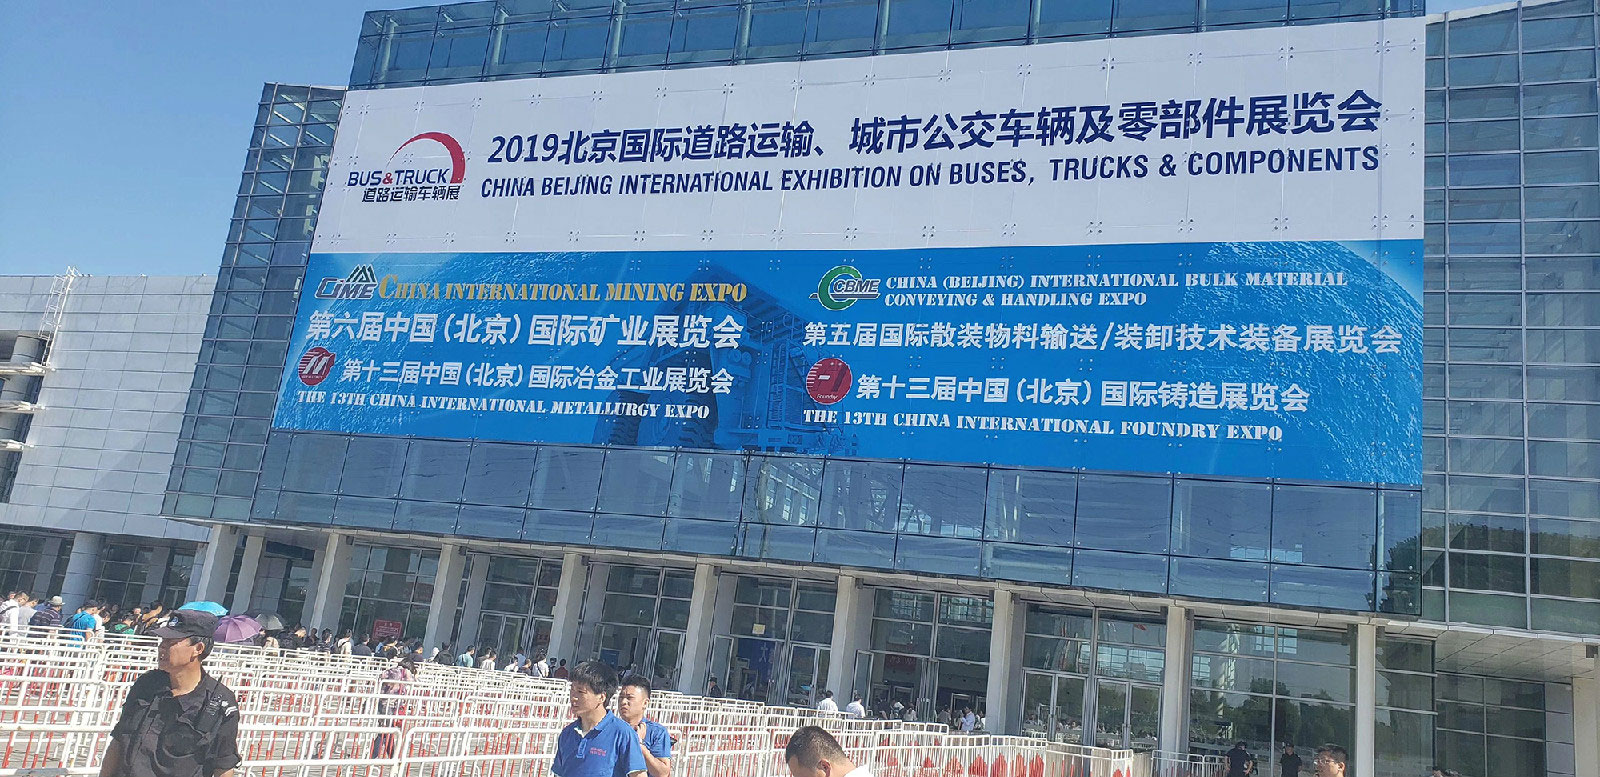 2019北京国际道路运输、城市公交车辆及零部件展览会
BUS&TRUCK
道路运输车辆展
CHINA BEIJING INTERNATIONAL EXHIBITION ON BUSES, TRUCKS & COMPONENTS
CIME CHINA INTERNATIONAL MINING EXPO
第六届中国（北京）国际矿业展览会
第十三届中国（北京）国际冶金工业展览会
THE 13TH CHINA INTERNATIONAL METALLURGY EXPO
CBME CHINA (BEIJING) INTERNATIONAL BULK MATERIAL
CONVEYING & HANDLING EXPO
第五届国际散装物料输送/装卸技术装备展览会
第十三届中国（北京）国际铸造展览会
THE 13TH CHINA INTERNATIONAL FOUNDRY EXPO